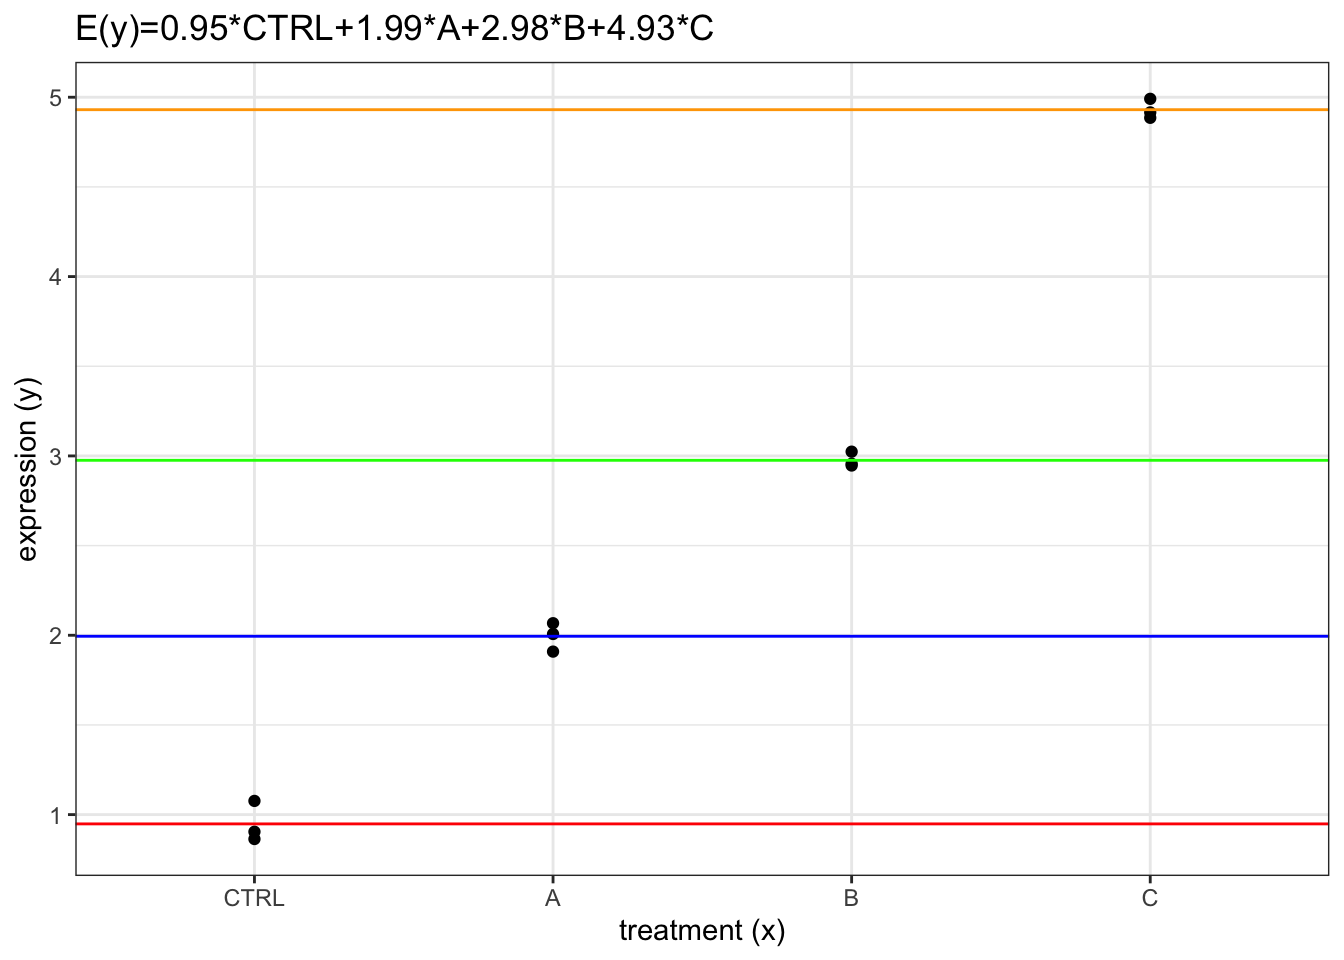 E(y)=0.95*CTRL+1.99*A+2.98*B+4.93*C
5
4
3
2
1
expression (y)
CTRL A B C
treatment (x)